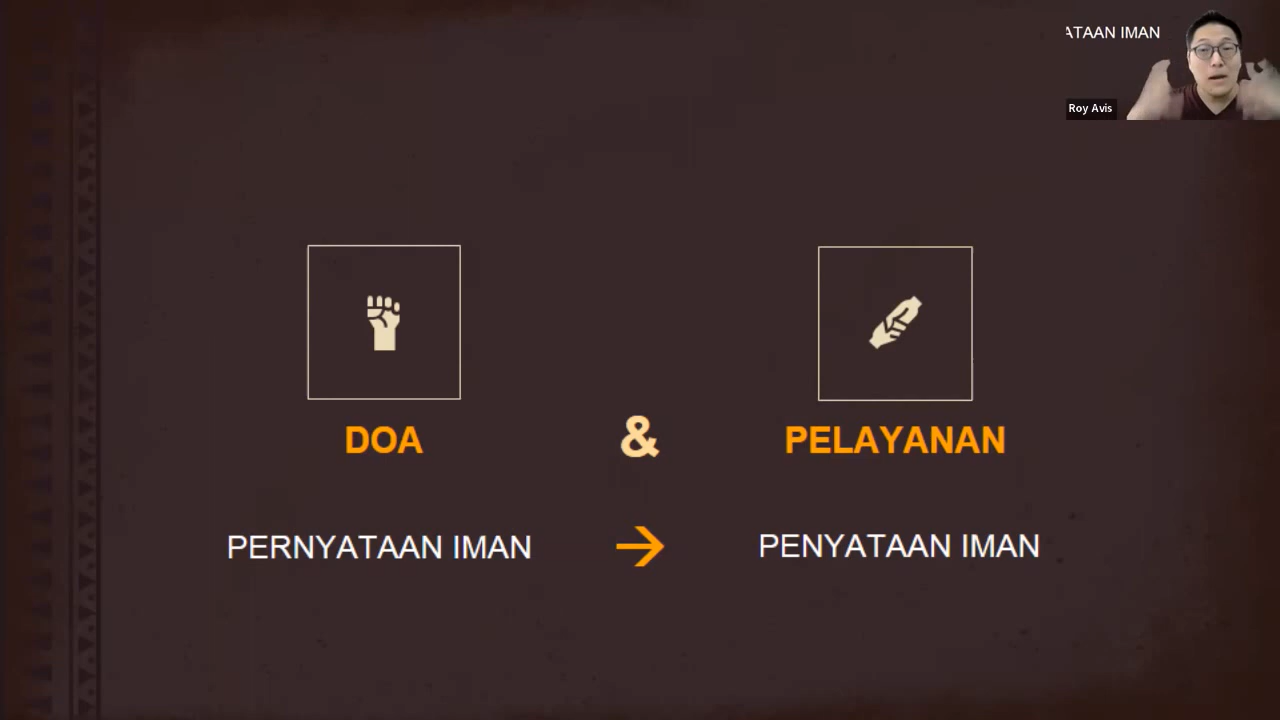 ATAAN IMAN
Roy Avis
DOA & PELAYANAN
PERNYATAAN IMAN → PENYATAAN IMAN